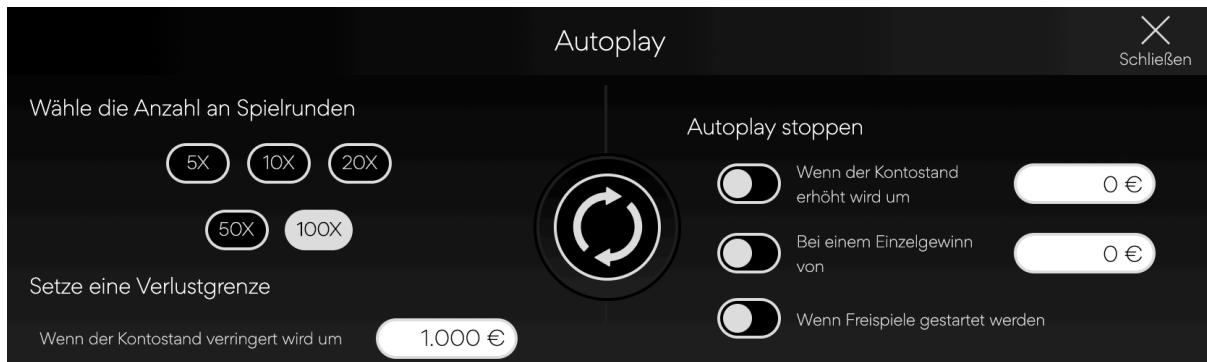 Autoplay
Schließen
Wähle die Anzahl an Spielrunden
5X 10X 20X
50X 100X
Setze eine Verlustgrenze
Wenn der Kontostand verringert wird um 1.000 €
Autoplay stoppen
Wenn der Kontostand
erhöht wird um
0 €
Bei einem Einzelgewinn
von
0 €
Wenn Freispiele gestartet werden